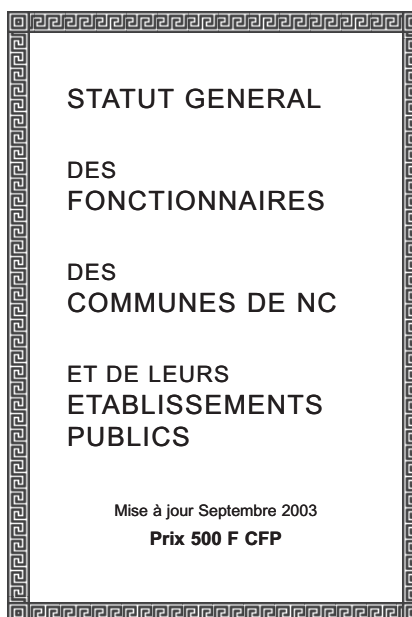 STATUT GENERAL
DES
FONCTIONNAIRES
DES
COMMUNES DE NC
ET DE LEURS
ETABLISSEMENTS
PUBLICS
Mise à jour Septembre 2003
Prix 500 F CFP